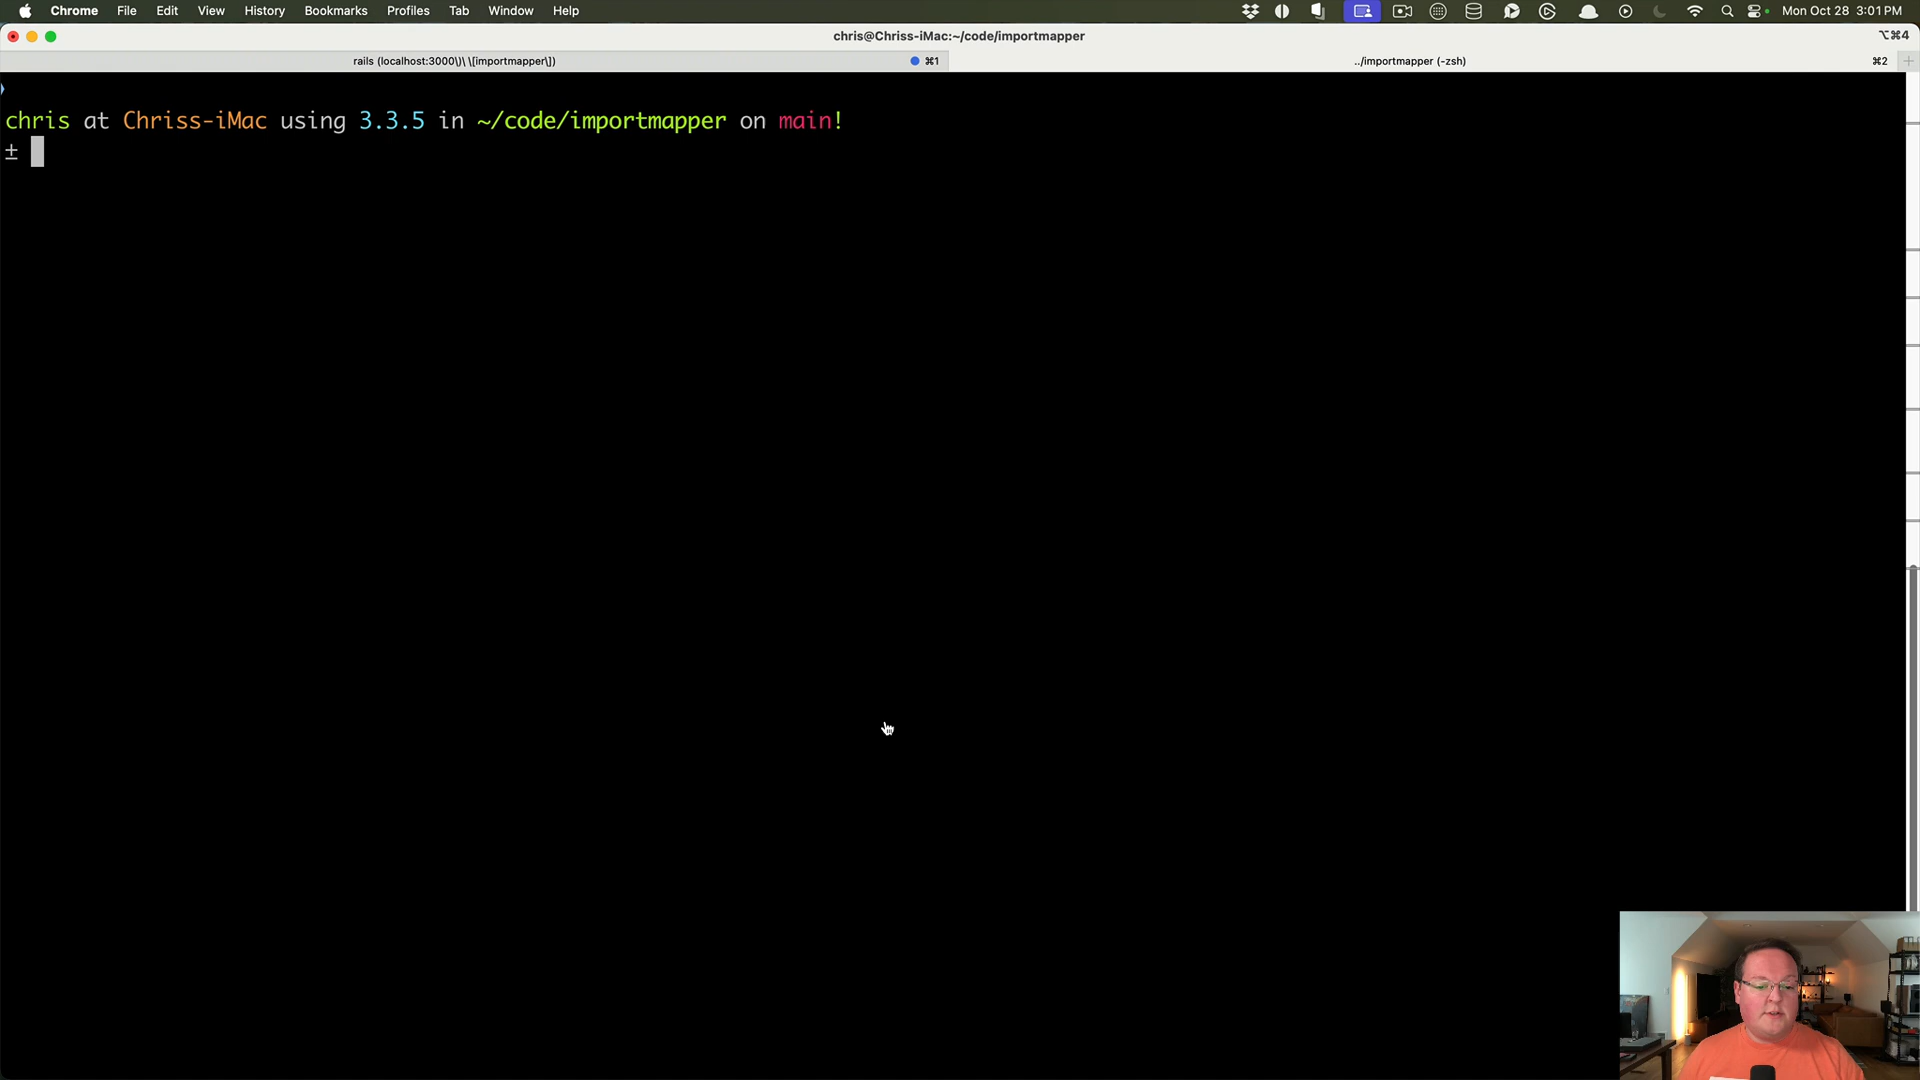 Chrome File Edit View History Bookmarks Profiles Tab Window Help Mon Oct 28 3:01 PM
chris@Chriss-iMac:~/code/importmapper ⌥⌘4
rails (localhost:3000\)\ \[importmapper\]) ⌘1 ../importmapper (-zsh) ⌘2
chris at Chriss-iMac using 3.3.5 in ~/code/importmapper on main!
±